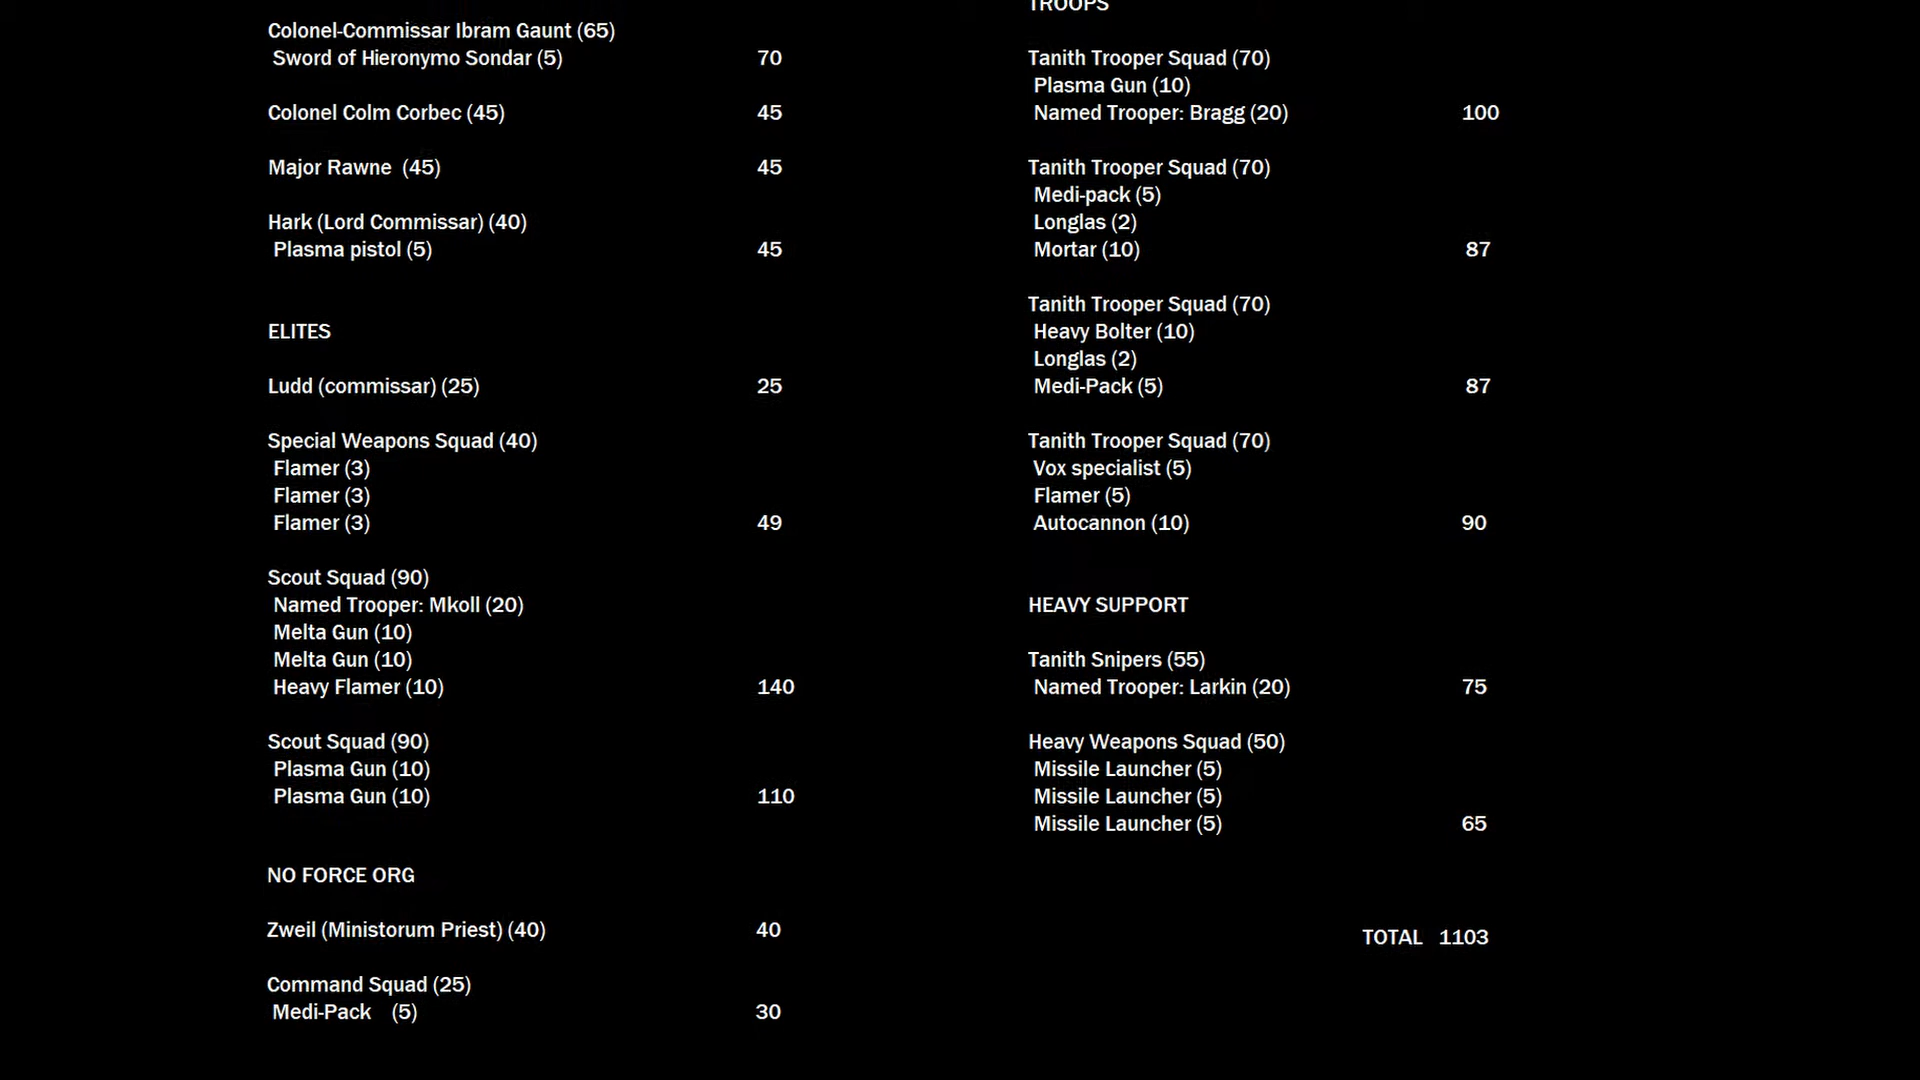 Colonel-Commissar Ibram Gaunt (65)
Sword of Hieronymo Sondar (5) 70
Colonel Colm Corbec (45) 45
Major Rawne (45) 45
Hark (Lord Commissar) (40)
Plasma pistol (5) 45
ELITES
Ludd (commissar) (25) 25
Special Weapons Squad (40)
Flamer (3)
Flamer (3)
Flamer (3) 49
Scout Squad (90)
Named Trooper: Mkoll (20)
Melta Gun (10)
Melta Gun (10)
Heavy Flamer (10) 140
Scout Squad (90)
Plasma Gun (10)
Plasma Gun (10) 110
NO FORCE ORG
Zweil (Ministorum Priest) (40) 40
Command Squad (25)
Medi-Pack (5) 30
TROOPS
Tanith Trooper Squad (70)
Plasma Gun (10)
Named Trooper: Bragg (20) 100
Tanith Trooper Squad (70)
Medi-pack (5)
Longlas (2)
Mortar (10) 87
Tanith Trooper Squad (70)
Heavy Bolter (10)
Longlas (2)
Medi-Pack (5) 87
Tanith Trooper Squad (70)
Vox specialist (5)
Flamer (5)
Autocannon (10) 90
HEAVY SUPPORT
Tanith Snipers (55)
Named Trooper: Larkin (20) 75
Heavy Weapons Squad (50)
Missile Launcher (5)
Missile Launcher (5)
Missile Launcher (5) 65
TOTAL 1103